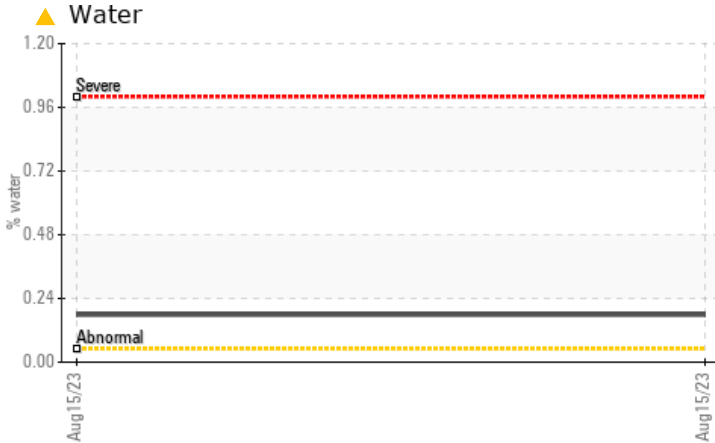 Water
1.20
Severe
0.96
0.72
% water
0.48
0.24
Abnormal
0.00
Aug15/23
Aug15/23